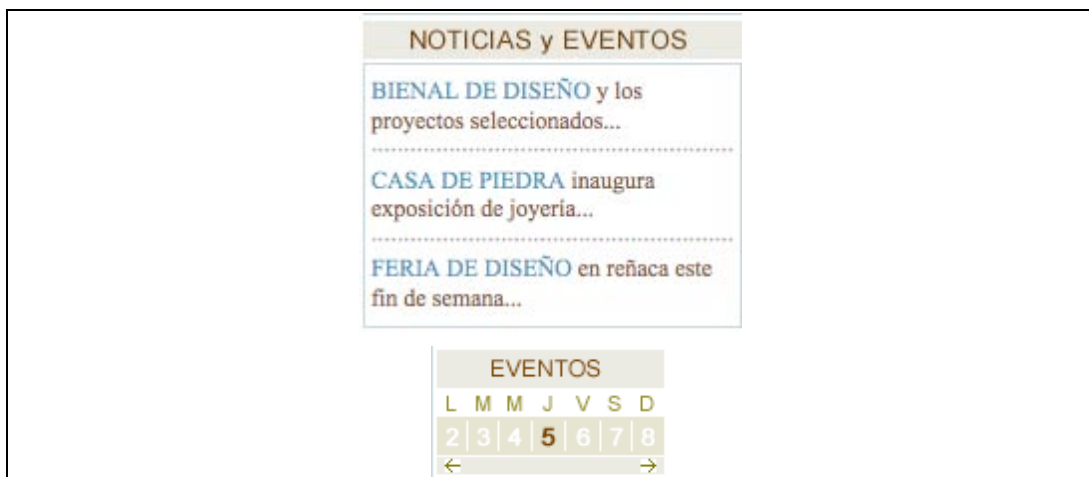 NOTICIAS y EVENTOS
BIENAL DE DISEÑO y los
proyectos seleccionados...
CASA DE PIEDRA inaugura
exposición de joyería...
FERIA DE DISEÑO en reñaca este
fin de semana...
EVENTOS
L M M J V S D
2 3 4 5 6 7 8
← →